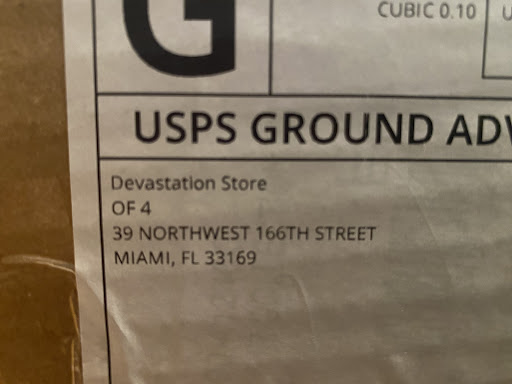 G
CUBIC 0.10
USPS GROUND ADV
Devastation Store
OF 4
39 NORTHWEST 166TH STREET
MIAMI, FL 33169